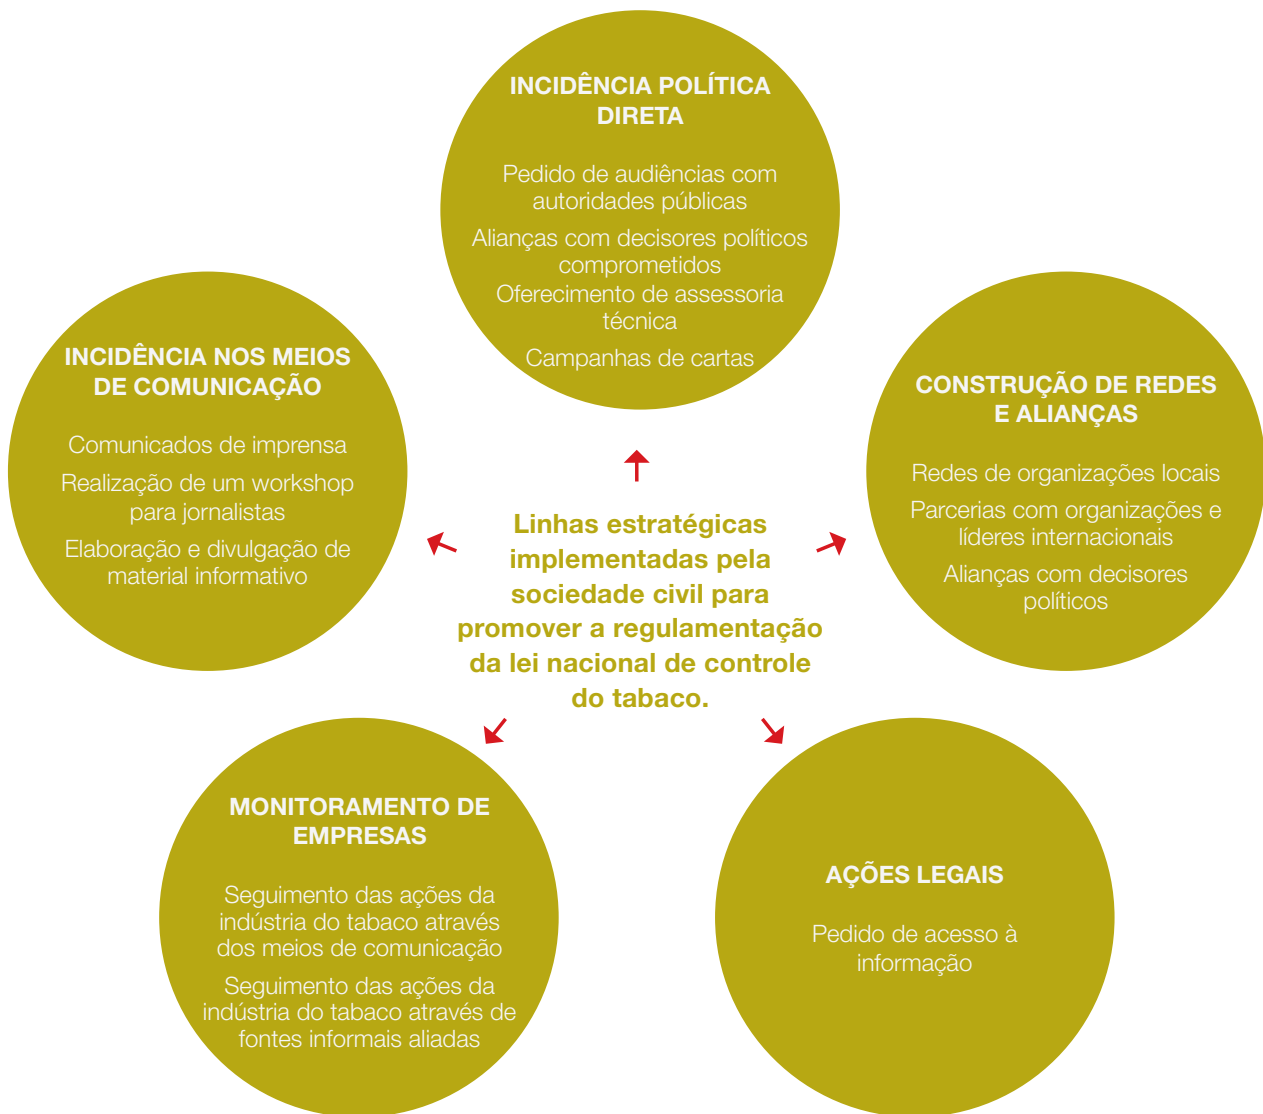 INCIDÊNCIA POLÍTICA
DIRETA
Pedido de audiências com
autoridades públicas
Alianças com decisores políticos
comprometidos
Oferecimento de assessoria
técnica
Campanhas de cartas
INCIDÊNCIA NOS MEIOS
DE COMUNICAÇÃO
Comunicados de imprensa
Realização de um workshop
para jornalistas
Elaboração e divulgação de
material informativo
CONSTRUÇÃO DE REDES
E ALIANÇAS
Redes de organizações locais
Parcerias com organizações e
líderes internacionais
Alianças com decisores
políticos
Linhas estratégicas
implementadas pela
sociedade civil para
promover a regulamentação
da lei nacional de controle
do tabaco.
MONITORAMENTO DE
EMPRESAS
Seguimento das ações da
indústria do tabaco através
dos meios de comunicação
Seguimento das ações da
indústria do tabaco através de
fontes informais aliadas
AÇÕES LEGAIS
Pedido de acesso à
informação